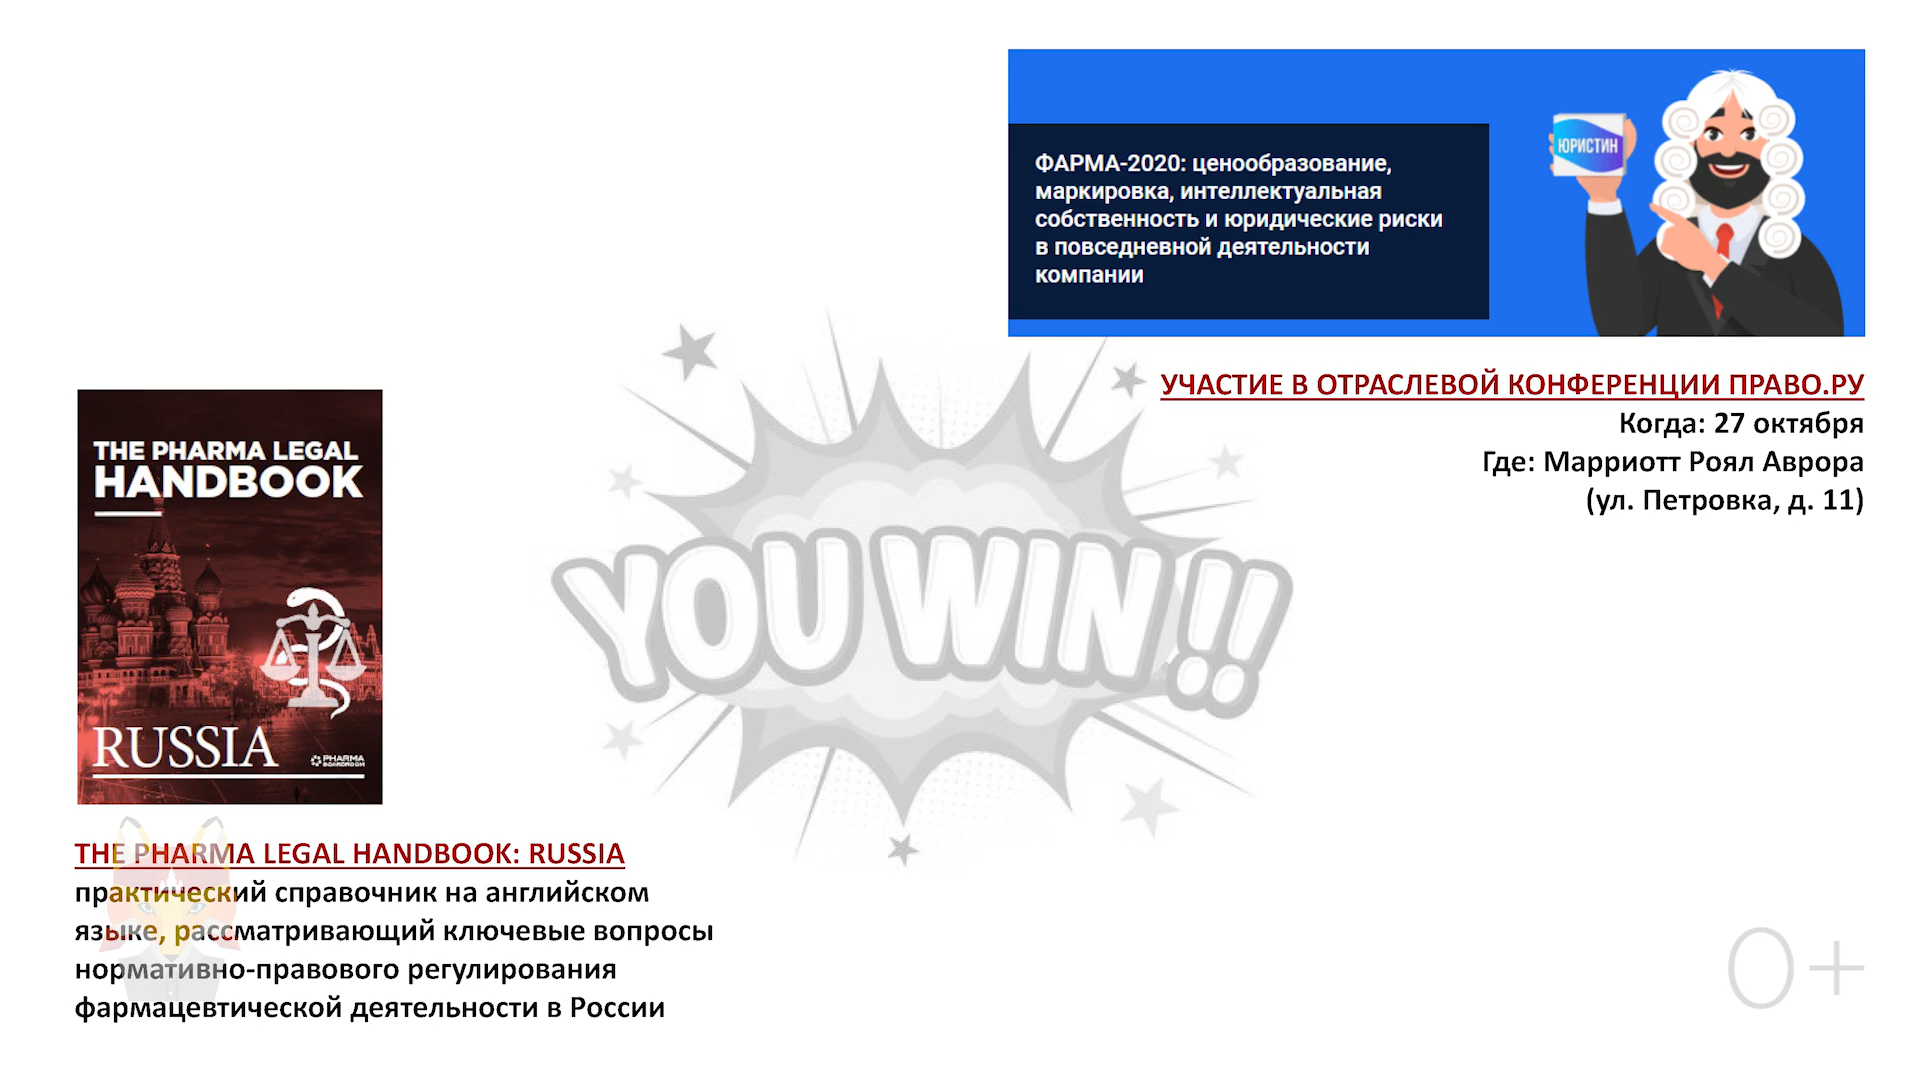 ФАРМА-2020: ценообразование,
маркировка, интеллектуальная
собственность и юридические риски
в повседневной деятельности
компании
ЮРИСТИН
УЧАСТИЕ В ОТРАСЛЕВОЙ КОНФЕРЕНЦИИ ПРАВО.РУ
Когда: 27 октября
Где: Марриотт Роял Аврора
(ул. Петровка, д. 11)
THE PHARMA LEGAL
HANDBOOK
RUSSIA
PHARMA
BOARDROOM
YOU WIN!!
THE PHARMA LEGAL HANDBOOK: RUSSIA
практический справочник на английском
языке, рассматривающий ключевые вопросы
нормативно-правового регулирования
фармацевтической деятельности в России
0+